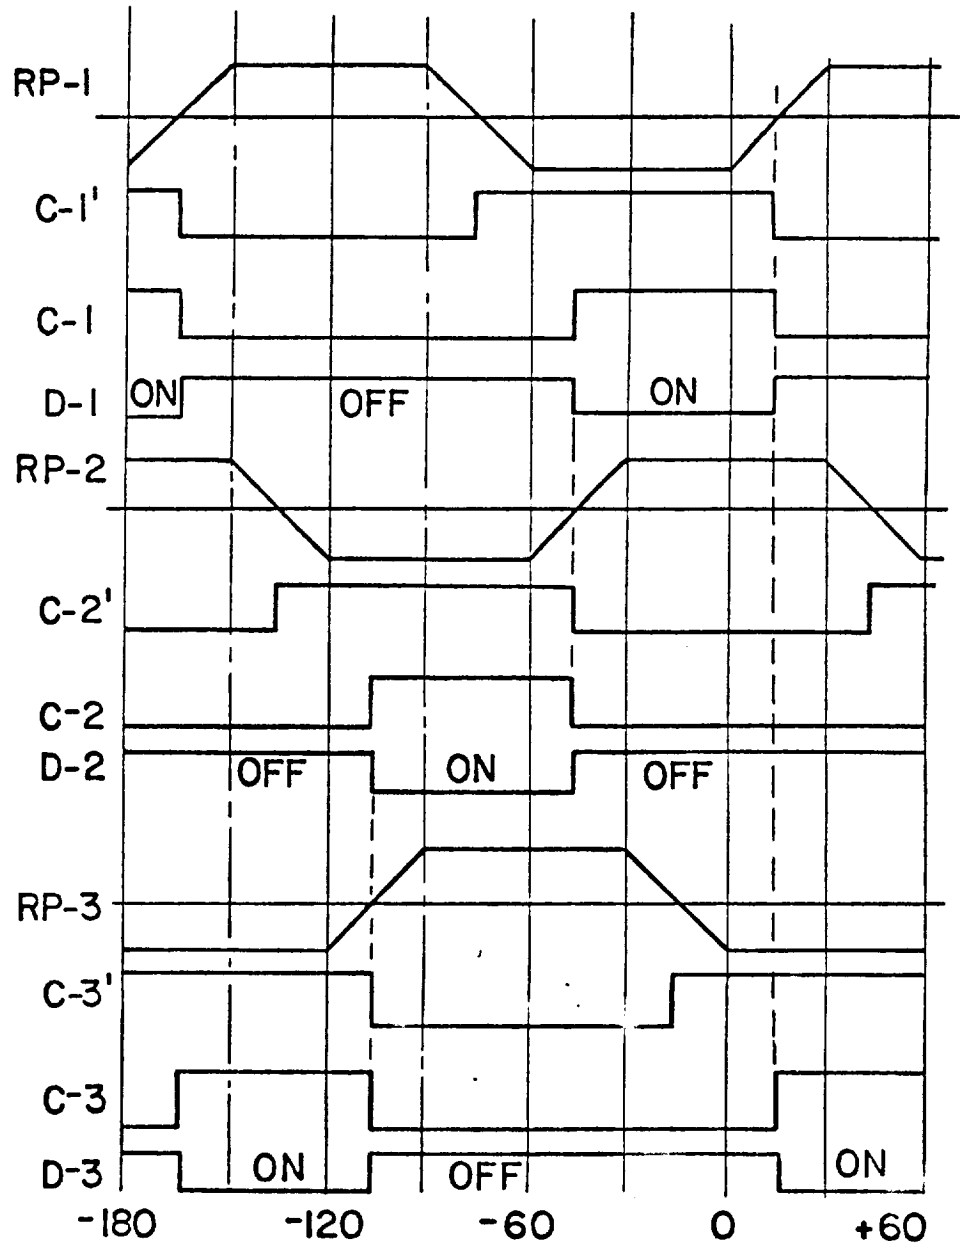 RP-1
C-1'
C-1
D-1 ON OFF ON
RP-2
C-2'
C-2
D-2 OFF ON OFF
RP-3
C-3'
C-3
D-3 ON OFF ON
-180 -120 -60 0 +60